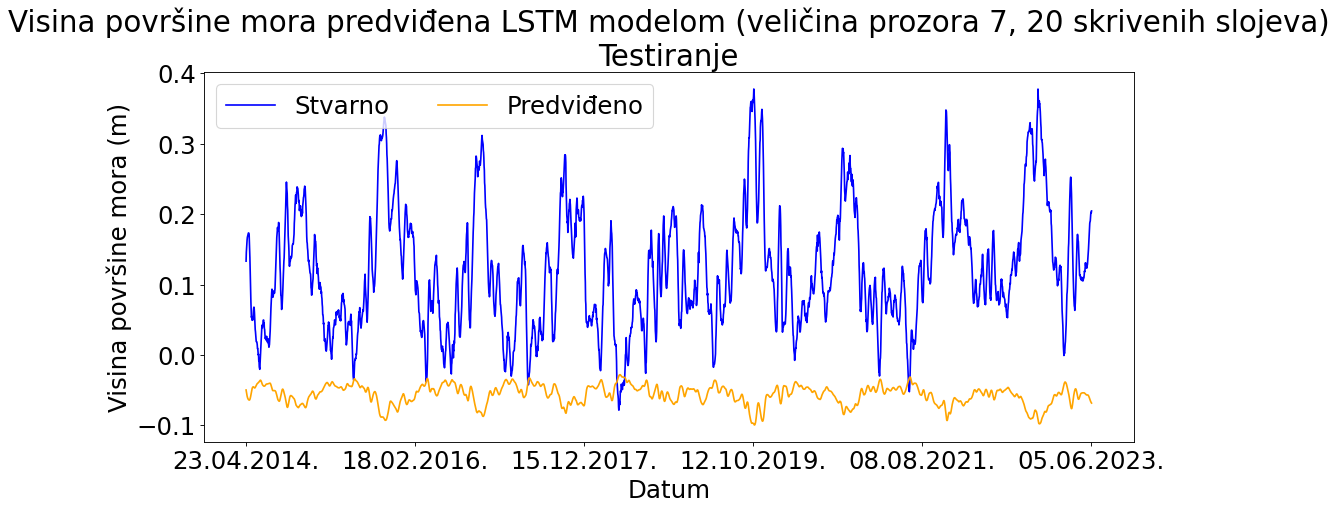 Visina površine mora predviđena LSTM modelom (veličina prozora 7, 20 skrivenih slojeva)
Testiranje
Stvarno Predviđeno
Visina površine mora (m)
0.4
0.3
0.2
0.1
0.0
−0.1
23.04.2014. 18.02.2016. 15.12.2017. 12.10.2019. 08.08.2021. 05.06.2023.
Datum